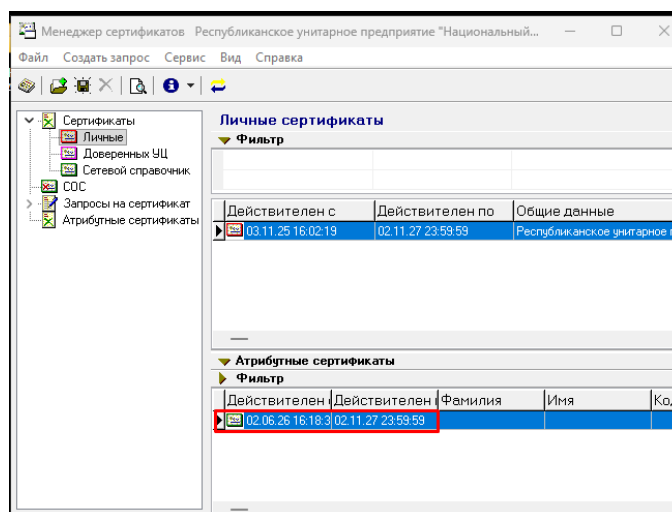 Менеджер сертификатов Республиканское унитарное предприятие "Национальный...
Файл Создать запрос Сервис Вид Справка
Сертификаты
Личные
Доверенных УЦ
Сетевой справочник
СОС
Запросы на сертификат
Атрибутные сертификаты
Личные сертификаты
Фильтр
Действителен с Действителен по Общие данные
03.11.25 16:02:19 02.11.27 23:59:59 Республиканское унитарное
Атрибутные сертификаты
Фильтр
Действителен Действителен Фамилия Имя Код
02.06.26 16:18:3 02.11.27 23:59:59